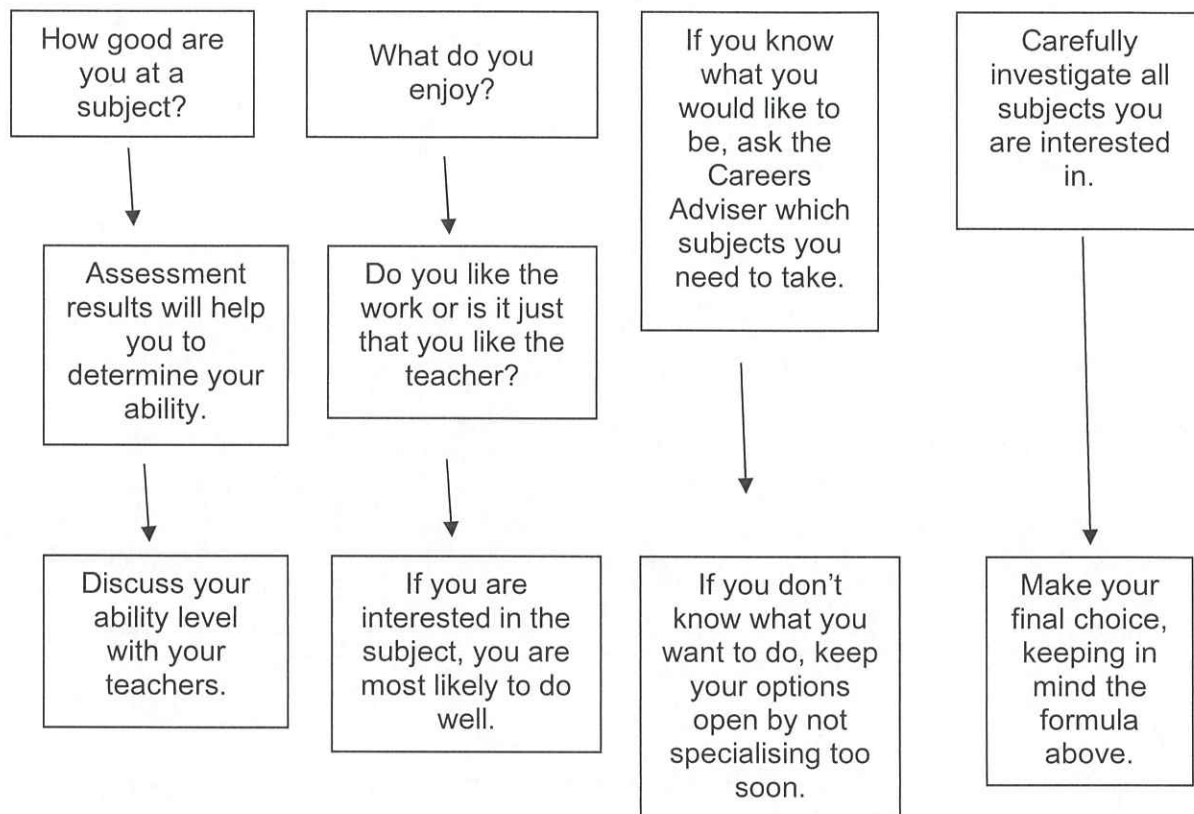 How good are
you at a
subject?
Assessment
results will help
you to
determine your
ability.
Discuss your
ability level
with your
teachers.
What do you
enjoy?
Do you like the
work or is it just
that you like the
teacher?
If you are
interested in the
subject, you are
most likely to do
well.
If you know
what you
would like to
be, ask the
Careers
Adviser which
subjects you
need to take.
If you don't
know what you
want to do, keep
your options
open by not
specialising too
soon.
Carefully
investigate all
subjects you
are interested
in.
Make your
final choice,
keeping in
mind the
formula
above.